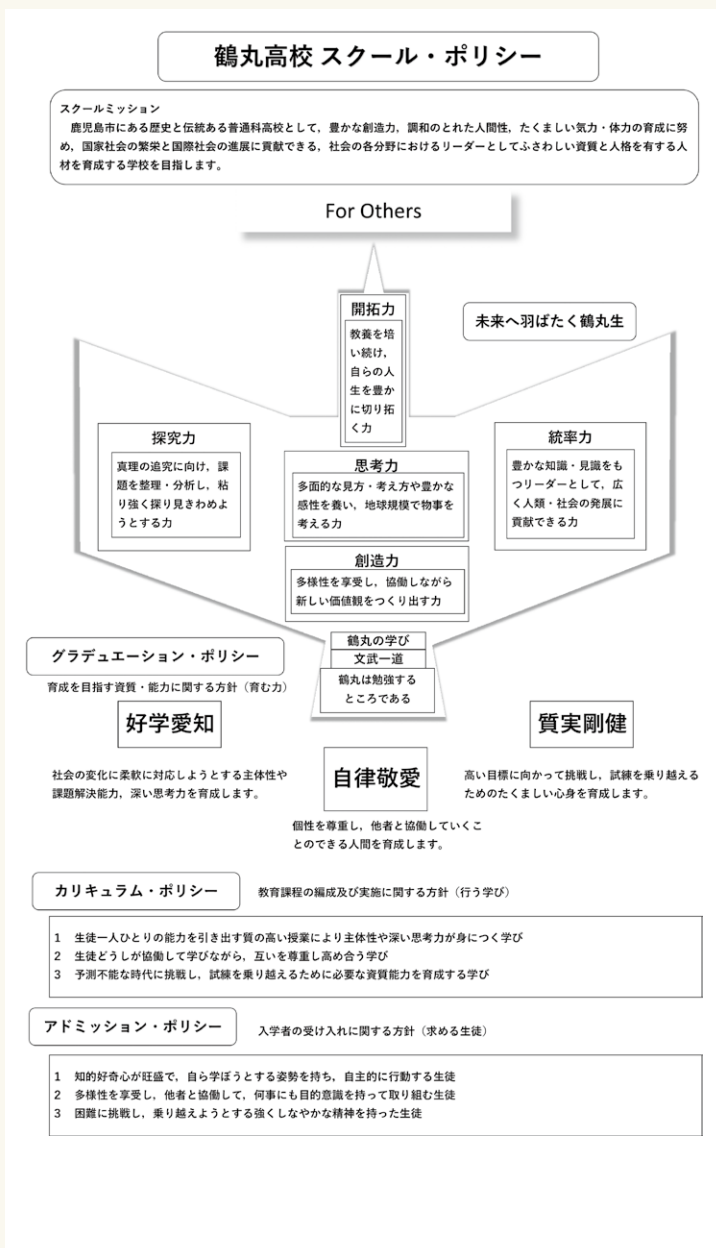 鶴丸高校 スクール・ポリシー
スクールミッション
鹿児島市にある歴史と伝統ある普通科高校として，豊かな創造力，調和のとれた人間性，たくましい気力・体力の育成に努
め，国家社会の繁栄と国際社会の進展に貢献できる，社会の各分野におけるリーダーとしてふさわしい資質と人格を有する人
材を育成する学校を目指します。
For Others
未来へ羽ばたく鶴丸生
開拓力
教養を培
い続け，
自らの人
生を豊か
に切り拓
く力
探究力
真理の追究に向け，課
題を整理・分析し，粘
り強く探り見きわめよ
うとする力
思考力
多面的な見方・考え方や豊かな
感性を養い，地球規模で物事を
考える力
統率力
豊かな知識・見識をも
つリーダーとして，広
く人類・社会の発展に
貢献できる力
創造力
多様性を享受し，協働しながら
新しい価値観をつくり出す力
鶴丸の学び
文武一道
鶴丸は勉強する
ところである
グラデュエーション・ポリシー
育成を目指す資質・能力に関する方針（育む力）
好学愛知
社会の変化に柔軟に対応しようとする主体性や
課題解決能力，深い思考力を育成します。
自律敬愛
個性を尊重し，他者と協働していくこ
とのできる人間を育成します。
質実剛健
高い目標に向かって挑戦し，試練を乗り越える
ためのたくましい心身を育成します。
カリキュラム・ポリシー
教育課程の編成及び実施に関する方針（行う学び）
1 生徒一人ひとりの能力を引き出す質の高い授業により主体性や深い思考力が身につく学び
2 生徒どうしが協働して学びながら，互いを尊重し高め合う学び
3 予測不能な時代に挑戦し，試練を乗り越えるために必要な資質能力を育成する学び
アドミッション・ポリシー
入学者の受け入れに関する方針（求める生徒）
1 知的好奇心が旺盛で，自ら学ぼうとする姿勢を持ち，自主的に行動する生徒
2 多様性を享受し，他者と協働して，何事にも目的意識を持って取り組む生徒
3 困難に挑戦し，乗り越えようとする強くしなやかな精神を持った生徒